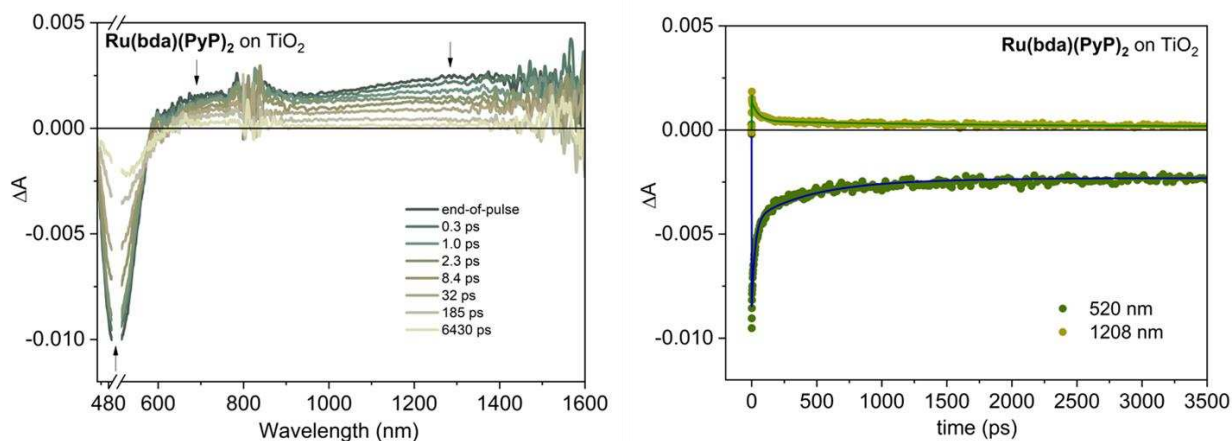 Ru(bda)(PyP)₂ on TiO₂
0.005
0.000
-0.005
-0.010
ΔA
end-of-pulse
0.3 ps
1.0 ps
2.3 ps
8.4 ps
32 ps
185 ps
6430 ps
480 600 800 1000 1200 1400 1600
Wavelength (nm)
Ru(bda)(PyP)₂ on TiO₂
0.005
0.000
-0.005
-0.010
ΔA
520 nm
1208 nm
0 500 1000 1500 2000 2500 3000 3500
time (ps)